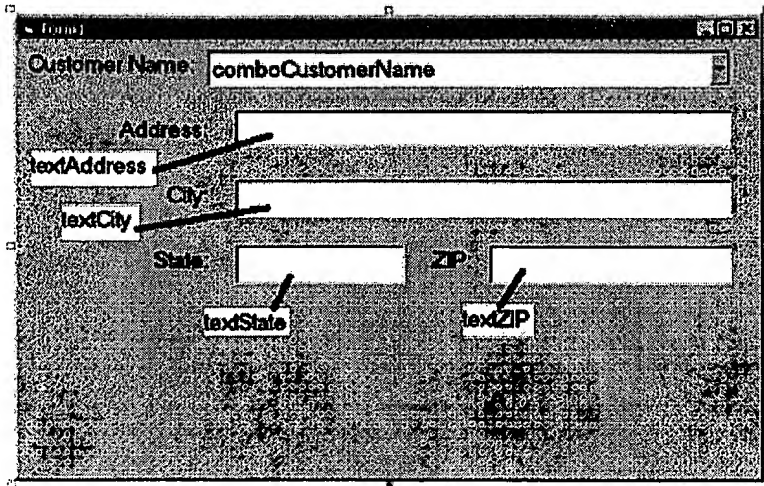 Form1
Customer Name: comboCustomerName
Address:
textAddress
City:
textCity
State: ZIP
textState textZIP